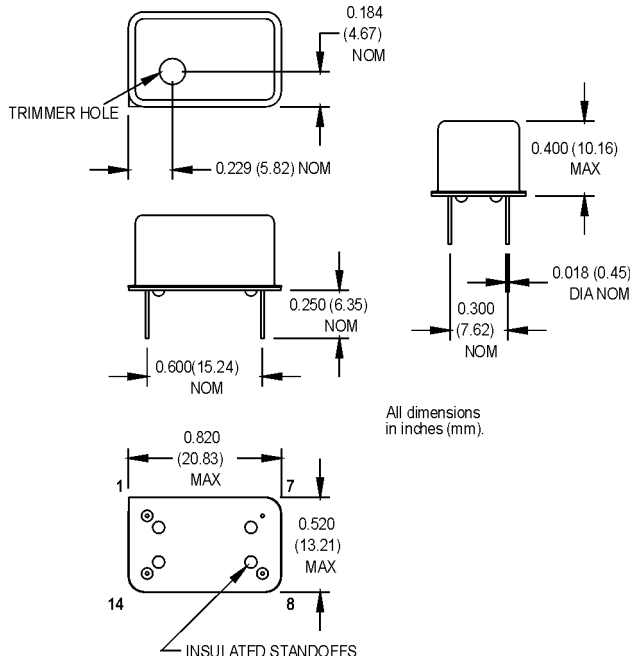 0.184
(4.67)
NOM
TRIMMER HOLE
0.229 (5.82) NOM
0.400 (10.16)
MAX
0.250 (6.35)
NOM
0.600(15.24)
NOM
0.018 (0.45)
DIA NOM
0.300
(7.62)
NOM
All dimensions
in inches (mm).
0.820
(20.83)
MAX
1
7
0.520
(13.21)
MAX
14
8
INSULATED STANDOFFS